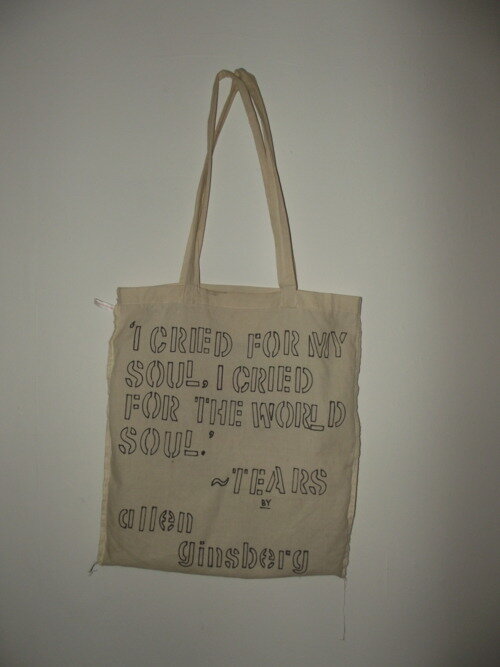 'I CRIED FOR MY
SOUL, I CRIED
FOR THE WORLD
SOUL.'
~TEARS
BY
allen
ginsberg